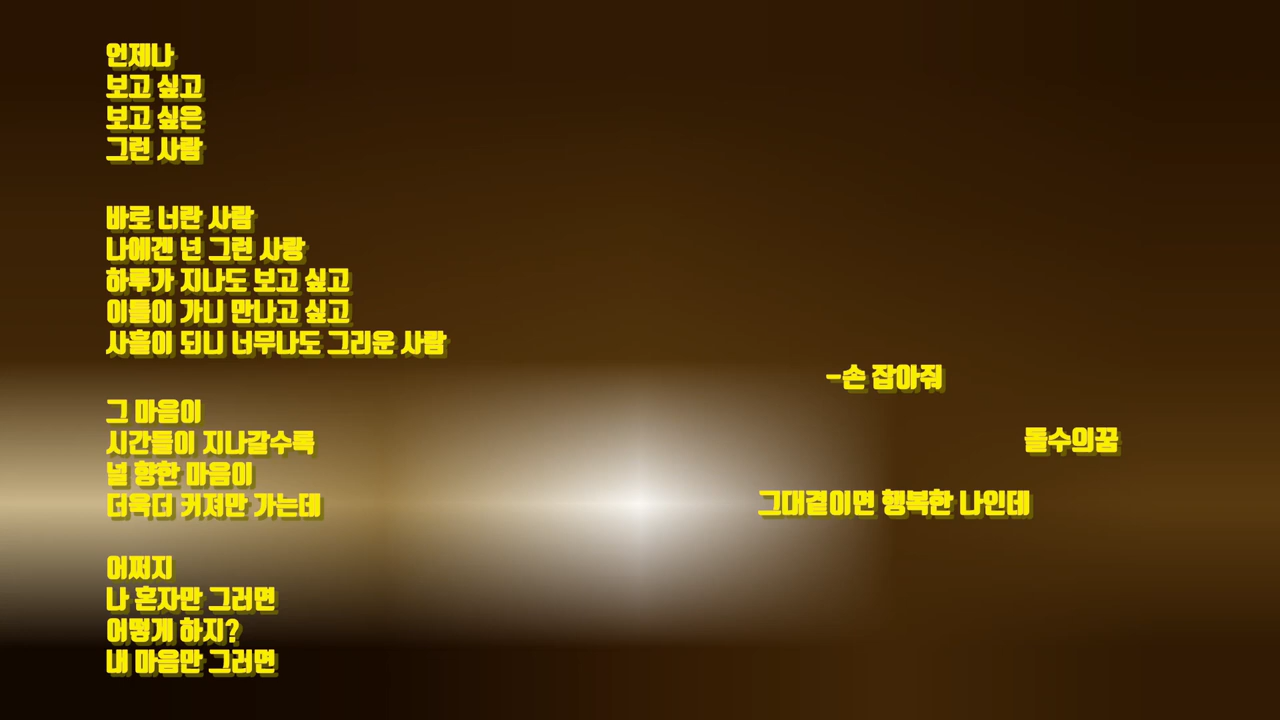 언제나
보고 싶고
보고 싶은
그런 사람
바로 너란 사람
나에겐 넌 그런 사랑
하루가 지나도 보고 싶고
이틀이 가니 만나고 싶고
사흘이 되니 너무나도 그리운 사람
그 마음이
시간들이 지나갈수록
널 향한 마음이
더욱더 커져만 가는데
어쩌지
나 혼자만 그러면
어떻게 하지?
내 마음만 그러면
-손 잡아줘
돌수의꿈
그대곁이면 행복한 나인데